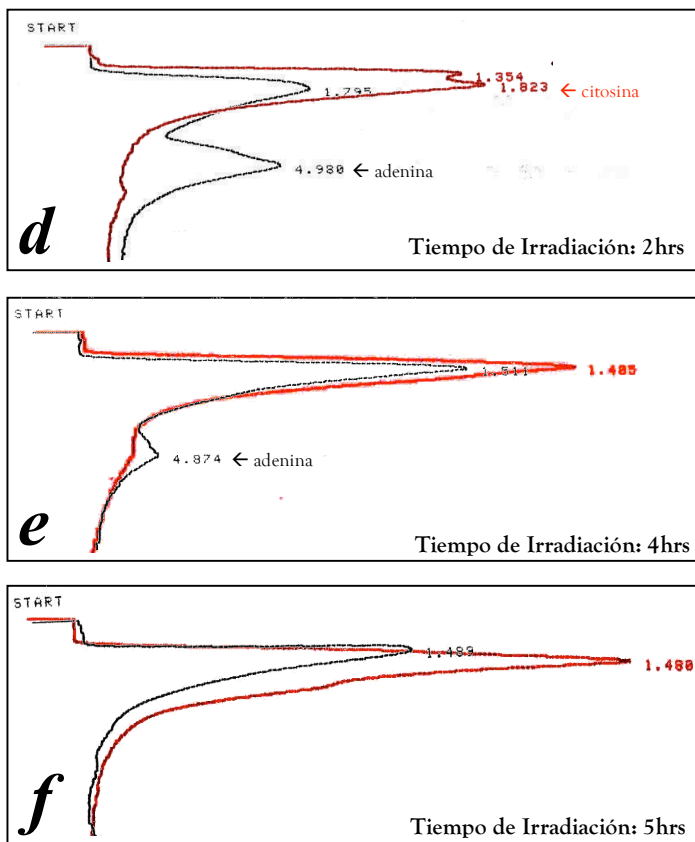 START
1.354
1.795 1.823 ← citosina
4.980 ← adenina
d
Tiempo de Irradiación: 2hrs
START
1.511 1.485
4.874 ← adenina
e
Tiempo de Irradiación: 4hrs
START
1.489
1.480
f
Tiempo de Irradiación: 5hrs